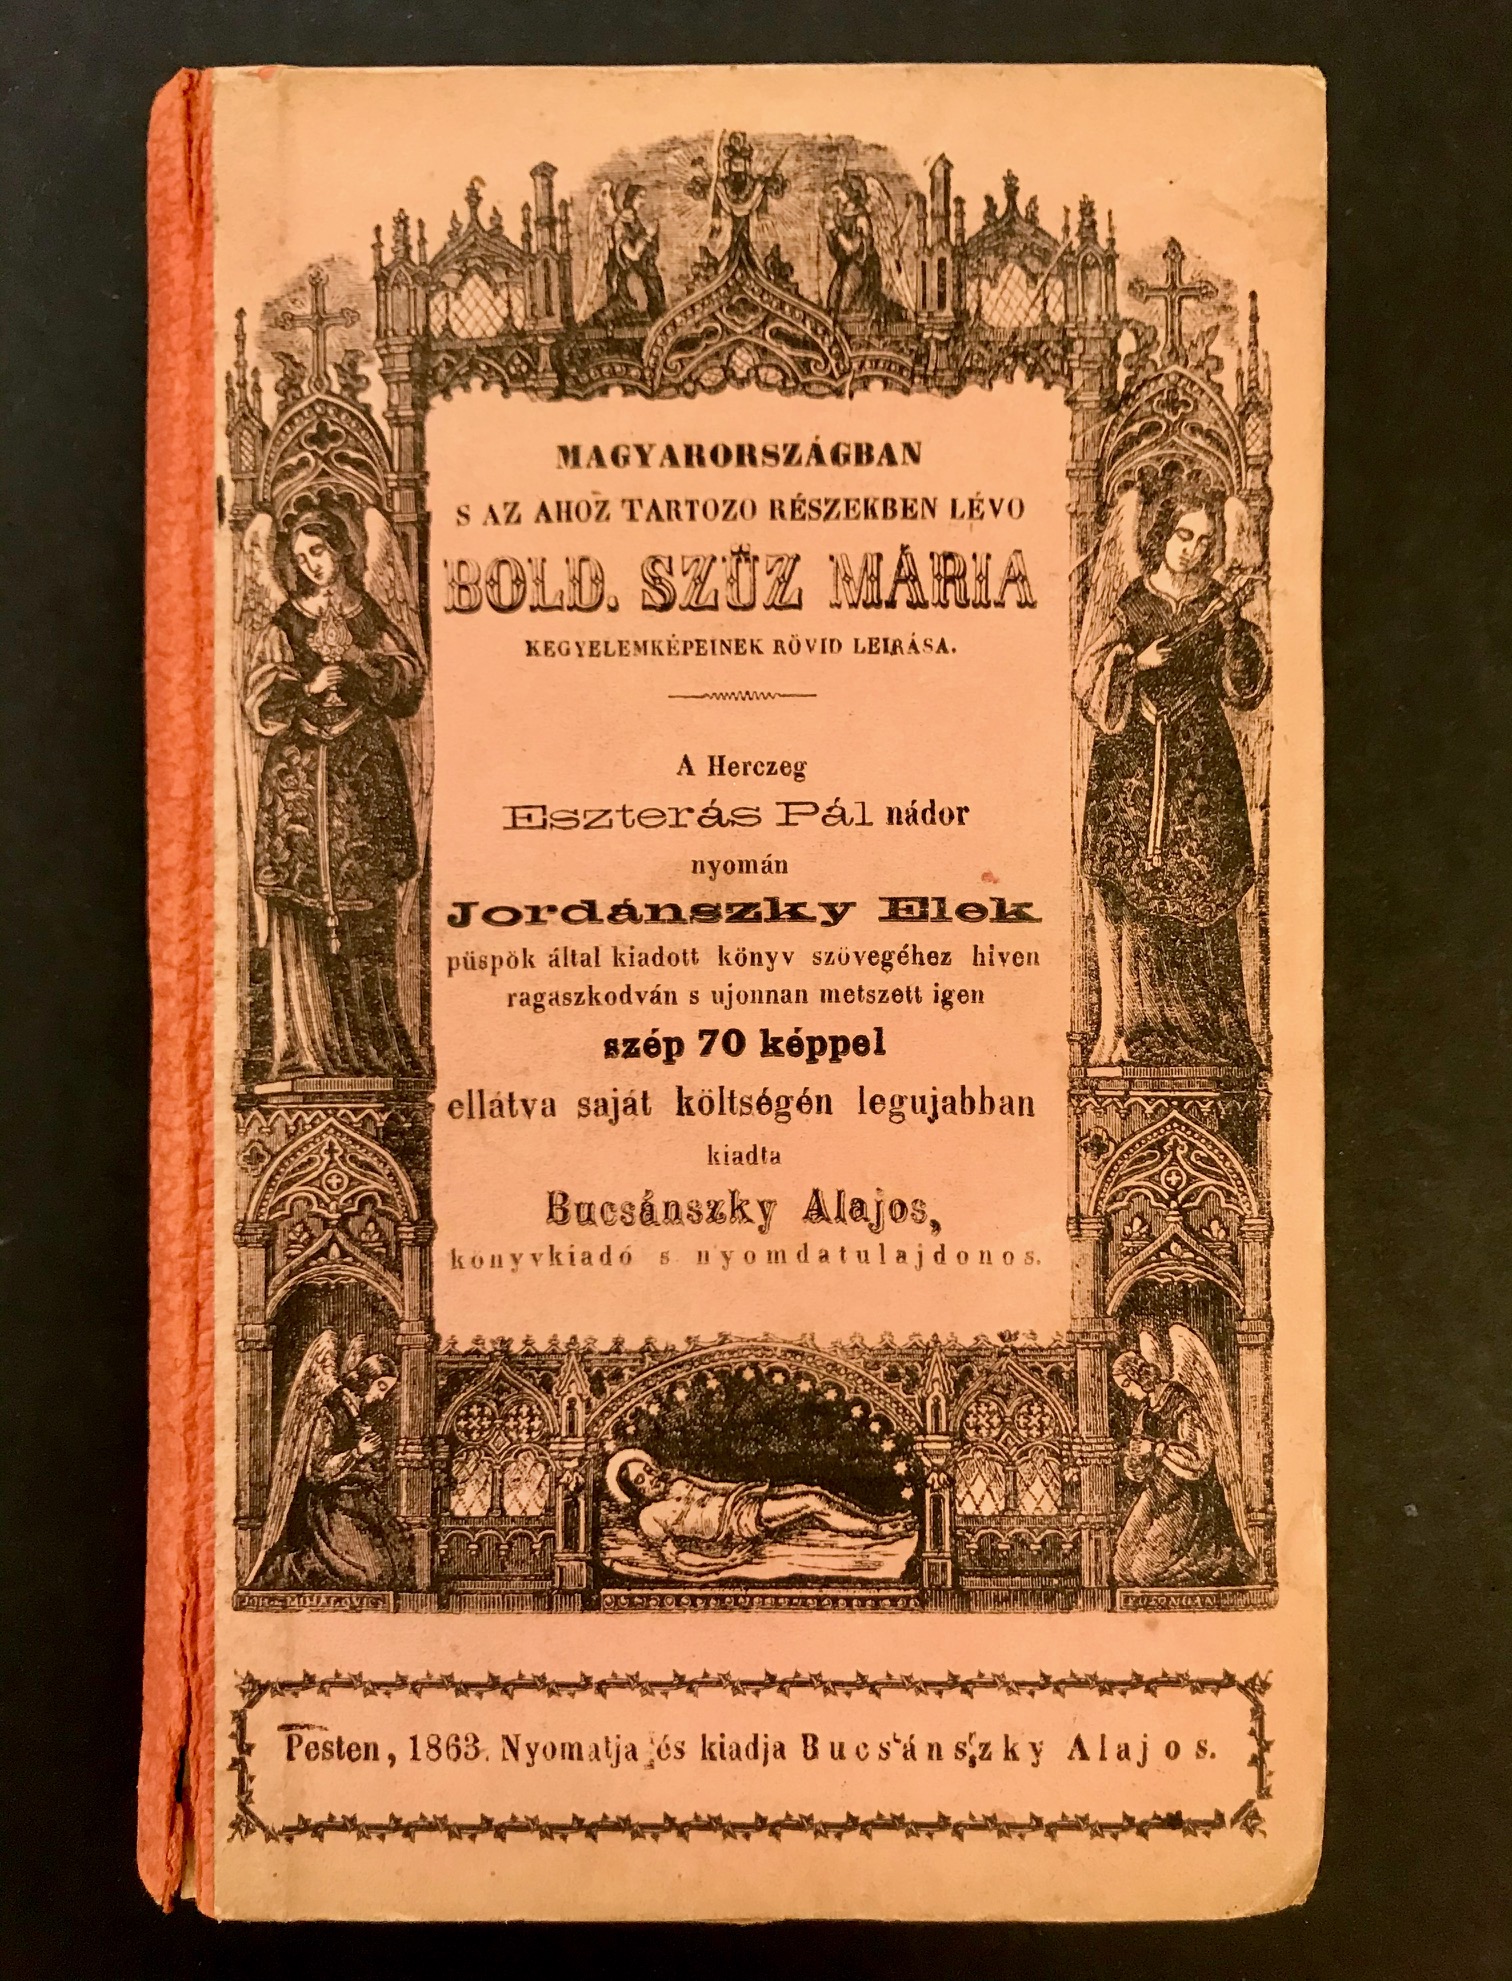 MAGYARORSZÁGBAN
S AZ AHOZ TARTOZO RÉSZEKBEN LÉVO
BOLD. SZŰZ MÁRIA
KEGYELEMKÉPEINEK RÖVID LEIRÁSA.
A Herczeg
Eszterás Pál nádor
nyomán
Jordánszky Elek
püspök által kiadott könyv szövegéhez hiven
ragaszkodván s ujonnan metszett igen
szép 70 képpel
ellátva saját költségén legujabban
kiadta
Bucsánszky Alajos,
könyvkiadó s nyomdatulajdonos.
Pesten, 1863. Nyomatja és kiadja Bucsánszky Alajos.